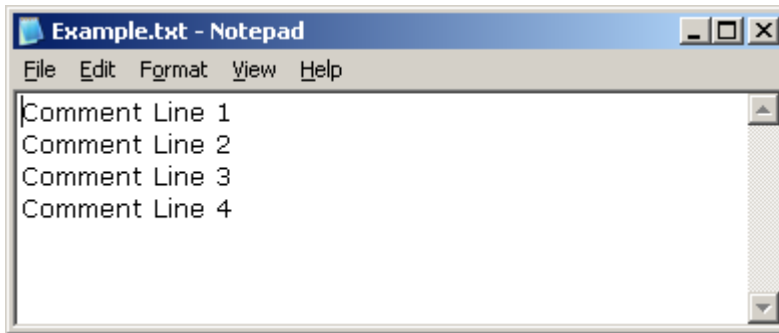 Example.txt - Notepad
File Edit Format View Help
Comment Line 1
Comment Line 2
Comment Line 3
Comment Line 4